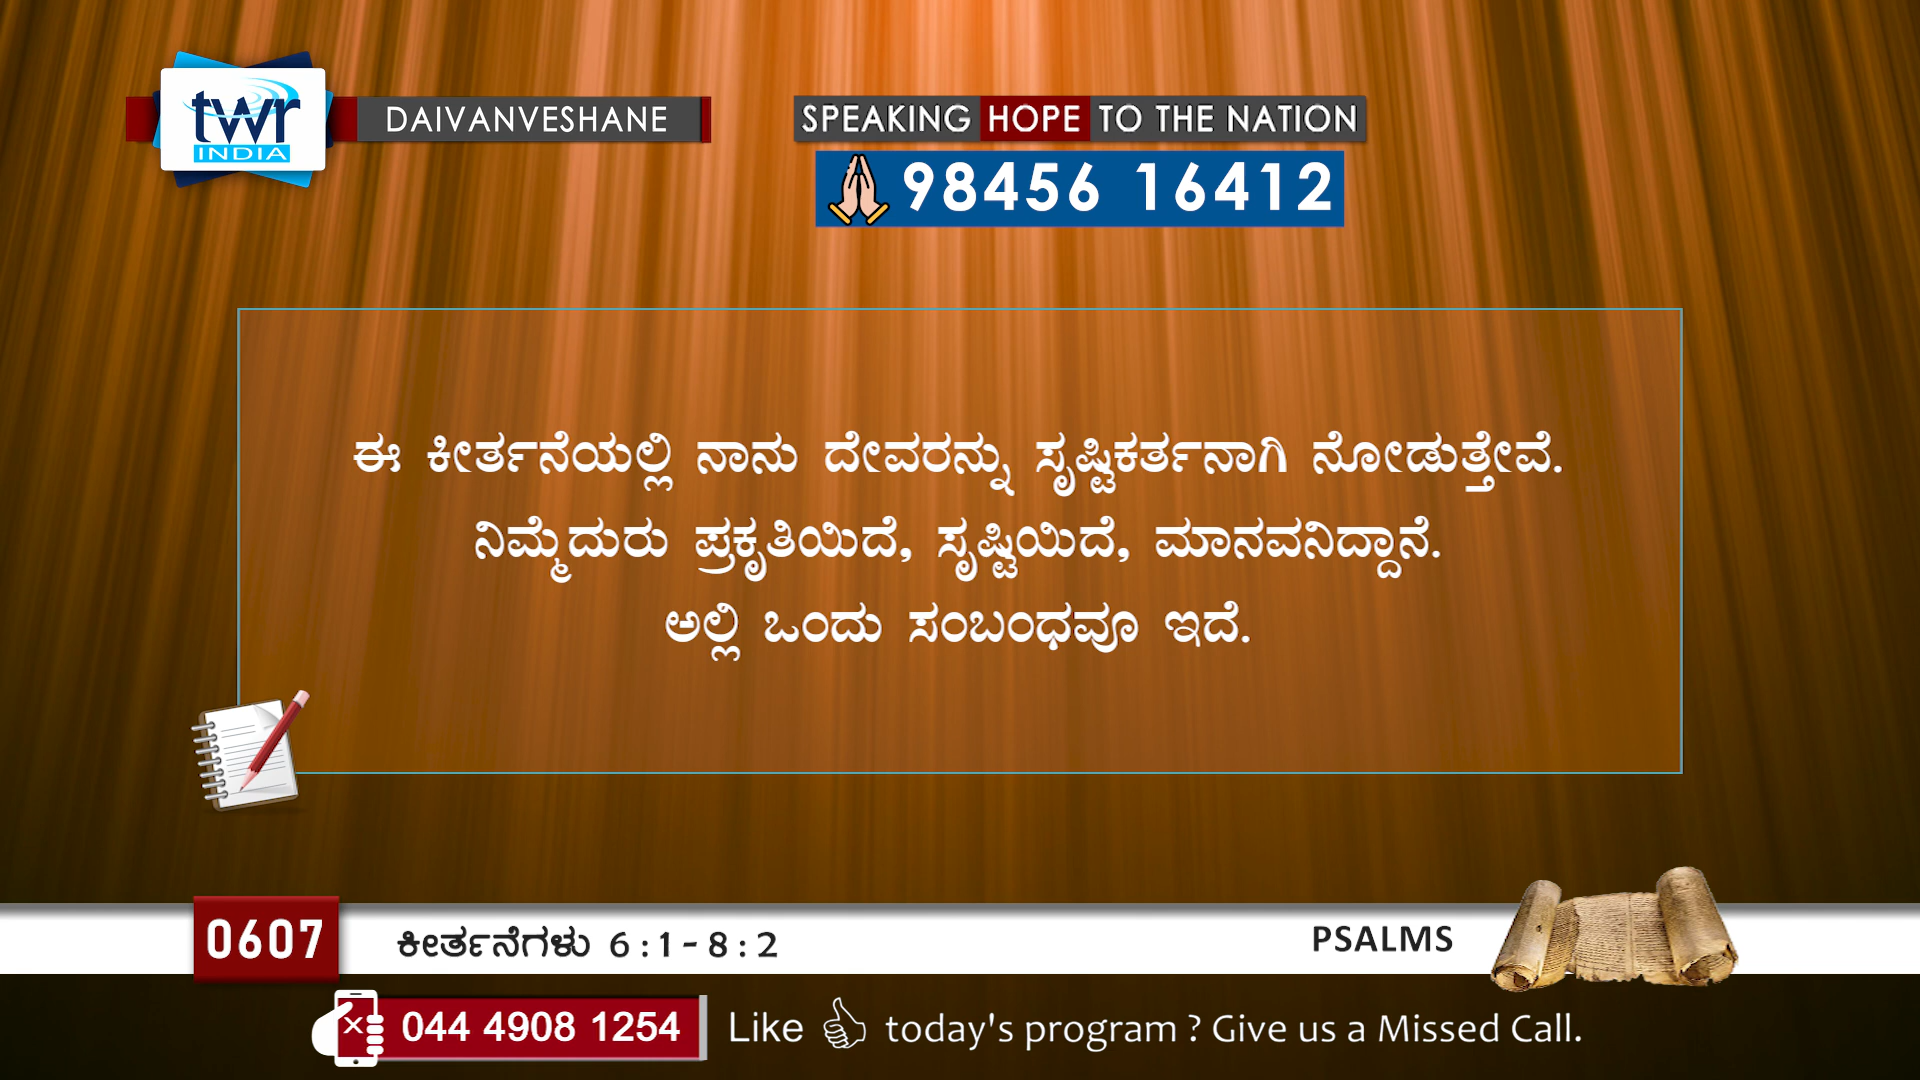 twr
INDIA
DAIVANVESHANE
SPEAKING HOPE TO THE NATION
98456 16412
ಈ ಕೀರ್ತನೆಯಲ್ಲಿ ನಾನು ದೇವರನ್ನು ಸೃಷ್ಟಿಕರ್ತನಾಗಿ ನೋಡುತ್ತೇವೆ.
ನಿಮ್ಮೆದುರು ಪ್ರಕೃತಿಯಿದೆ, ಸೃಷ್ಟಿಯಿದೆ, ಮಾನವನಿದ್ದಾನೆ.
ಅಲ್ಲಿ ಒಂದು ಸಂಬಂಧವೂ ಇದೆ.
0607
ಕೀರ್ತನೆಗಳು 6 : 1 - 8 : 2
PSALMS
044 4908 1254
Like today's program ? Give us a Missed Call.